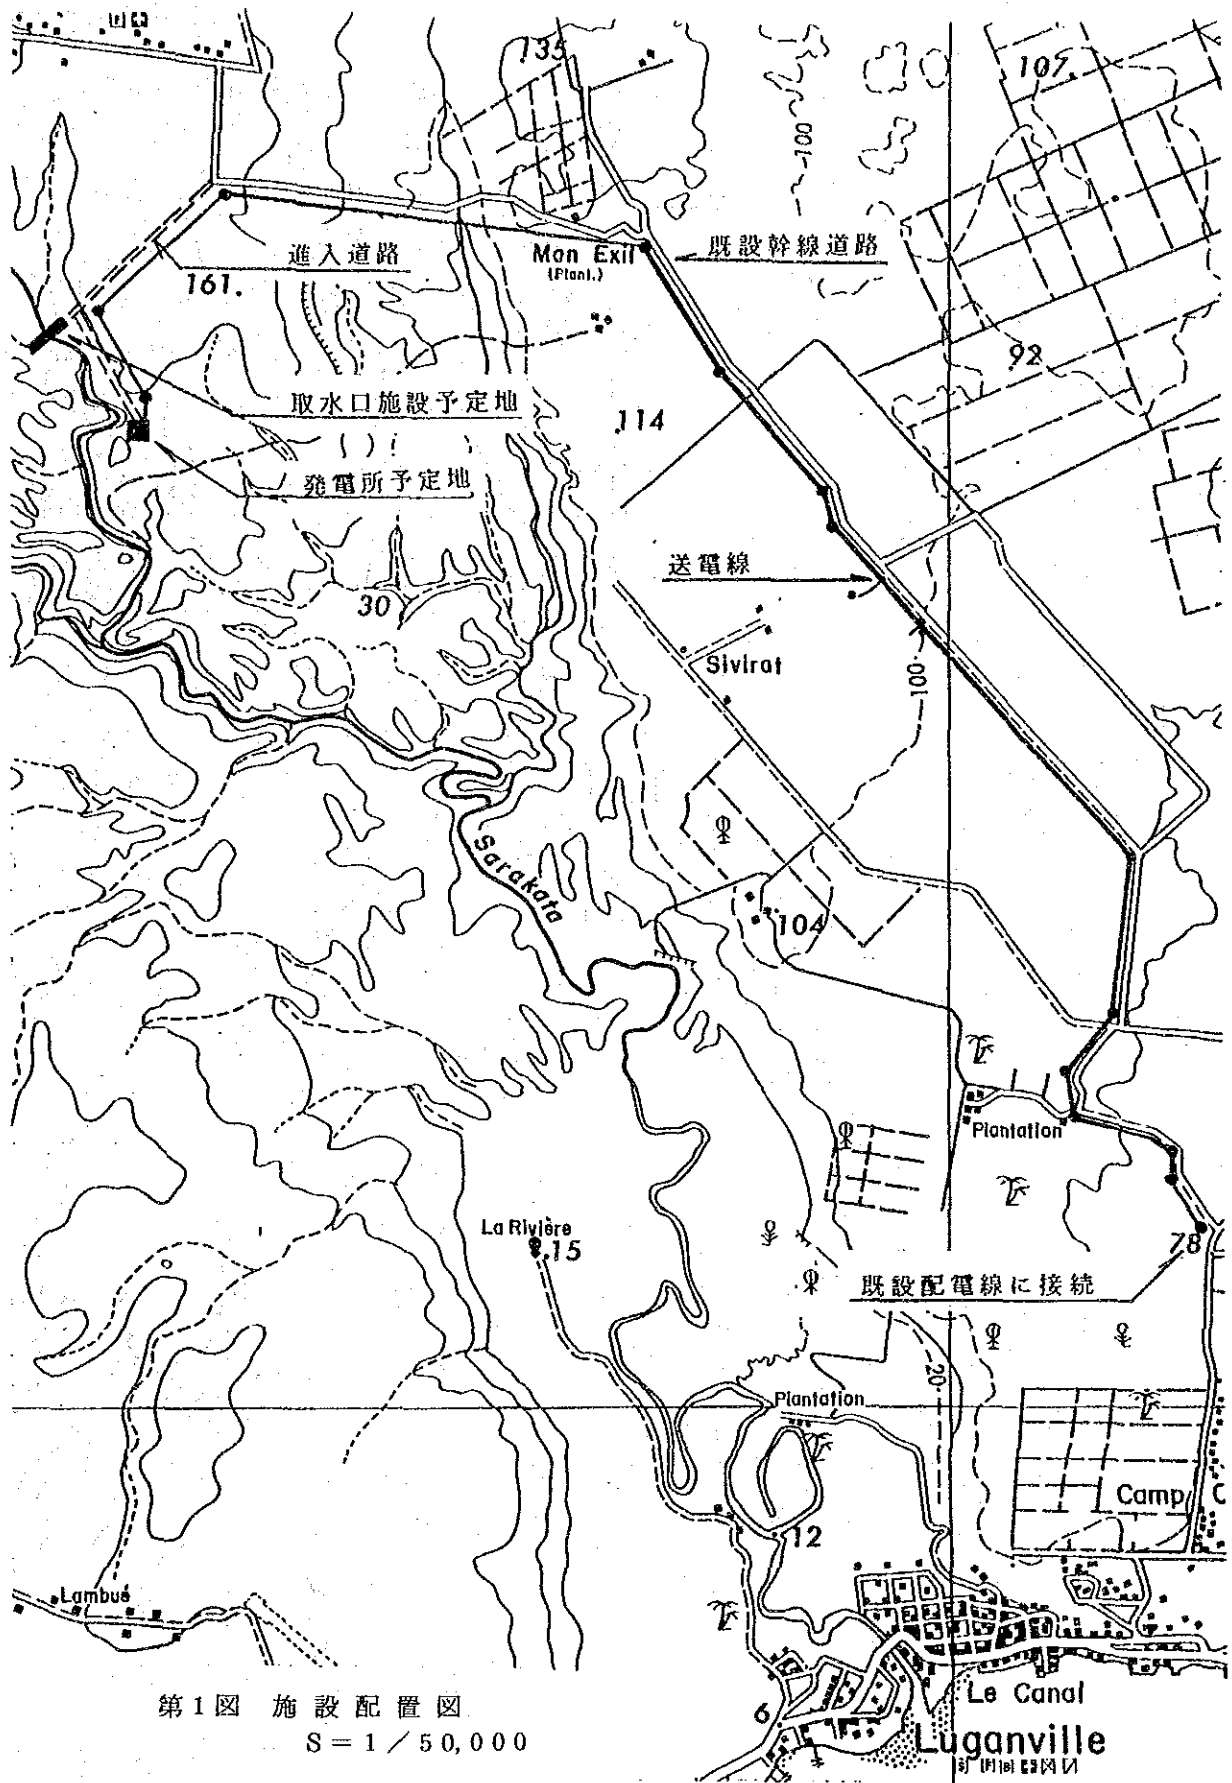 135
107
100
進入道路
161.
Mon Exil
(Plant.)
既設幹線道路
92
取水口施設予定地
114
発電所予定地
送電線
30
Sivirat
100
Sarakata
104
Plantation
La Rivière
15
78
既設配電線に接続
20
Plantation
Camp
12
Lambué
6
Le Canal
Luganville
第1図 施設配置図
S = 1 / 50,000